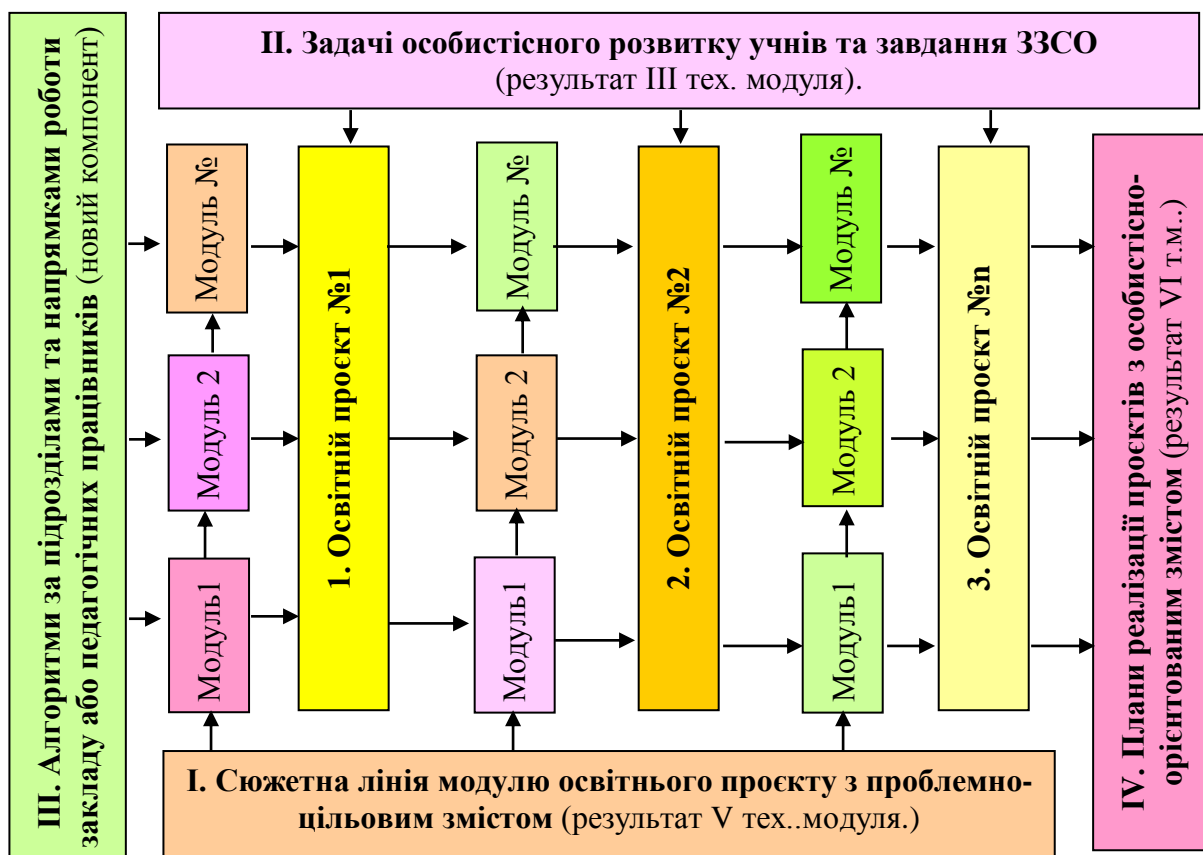 ІІІ. Алгоритми за підрозділами та напрямками роботи
закладу або педагогічних працівників (новий компонент)
ІІ. Задачі особистісного розвитку учнів та завдання ЗЗСО
(результат ІІІ тех. модуля).
Модуль №
Модуль 2
Модуль1
1. Освітній проєкт №1
Модуль №
Модуль 2
Модуль1
2. Освітній проєкт №2
Модуль №
Модуль 2
Модуль1
3. Освітній проєкт №n
IV. Плани реалізації проєктів з особистісно-
орієнтованим змістом (результат VI т.м..)
І. Сюжетна лінія модулю освітнього проєкту з проблемно-
цільовим змістом (результат V тех..модуля.)